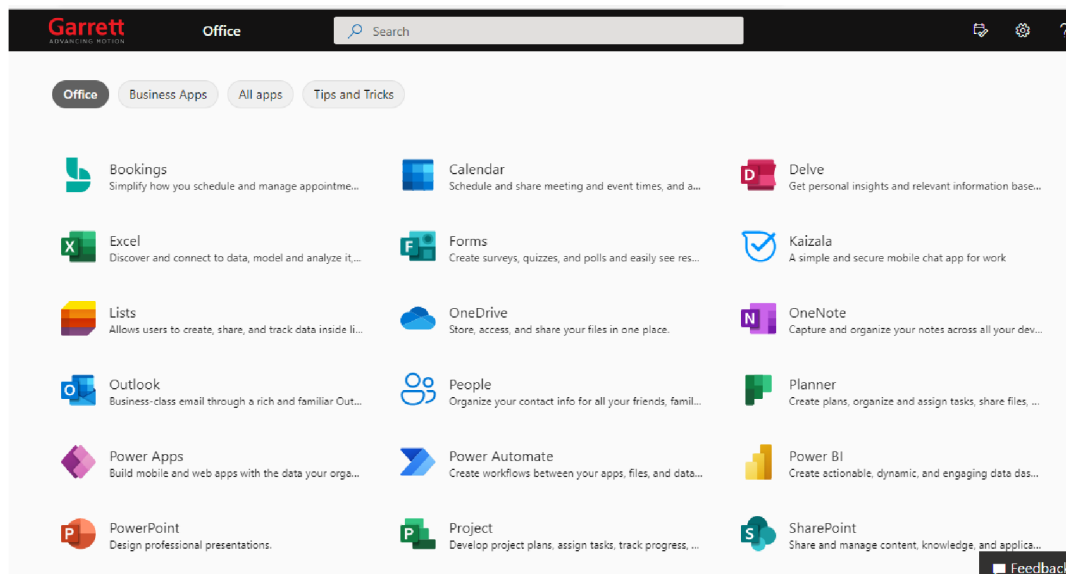 Garrett
ADVANCING MOTION
Office
Search
?
Office
Business Apps
All apps
Tips and Tricks
Bookings
Simplify how you schedule and manage appointme...
Calendar
Schedule and share meeting and event times, and a...
D
Delve
Get personal insights and relevant information base...
X
Excel
Discover and connect to data, model and analyze it,...
F
Forms
Create surveys, quizzes, and polls and easily see res...
Kaizala
A simple and secure mobile chat app for work
Lists
Allows users to create, share, and track data inside li...
OneDrive
Store, access, and share your files in one place.
N
OneNote
Capture and organize your notes across all your dev...
O
Outlook
Business-class email through a rich and familiar Out...
People
Organize your contact info for all your friends, famil...
Planner
Create plans, organize and assign tasks, share files, ...
Power Apps
Build mobile and web apps with the data your orga...
Power Automate
Create workflows between your apps, files, and data...
Power BI
Create actionable, dynamic, and engaging data das...
P
PowerPoint
Design professional presentations.
P
Project
Develop project plans, assign tasks, track progress, ...
S
SharePoint
Share and manage content, knowledge, and applica...
Feedback